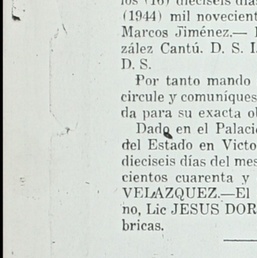 los (16) dieciseis días
(1944) mil novecient
Marcos Jiménez.—
zález Cantú. D. S. I.
D. S.
Por tanto mando
circule y comuníques
da para su exacta ob
Dado en el Palaci
del Estado en Victo
dieciseis días del mes
cientos cuarenta y
VELAZQUEZ.—El
no, Lic JESUS DOR
bricas.